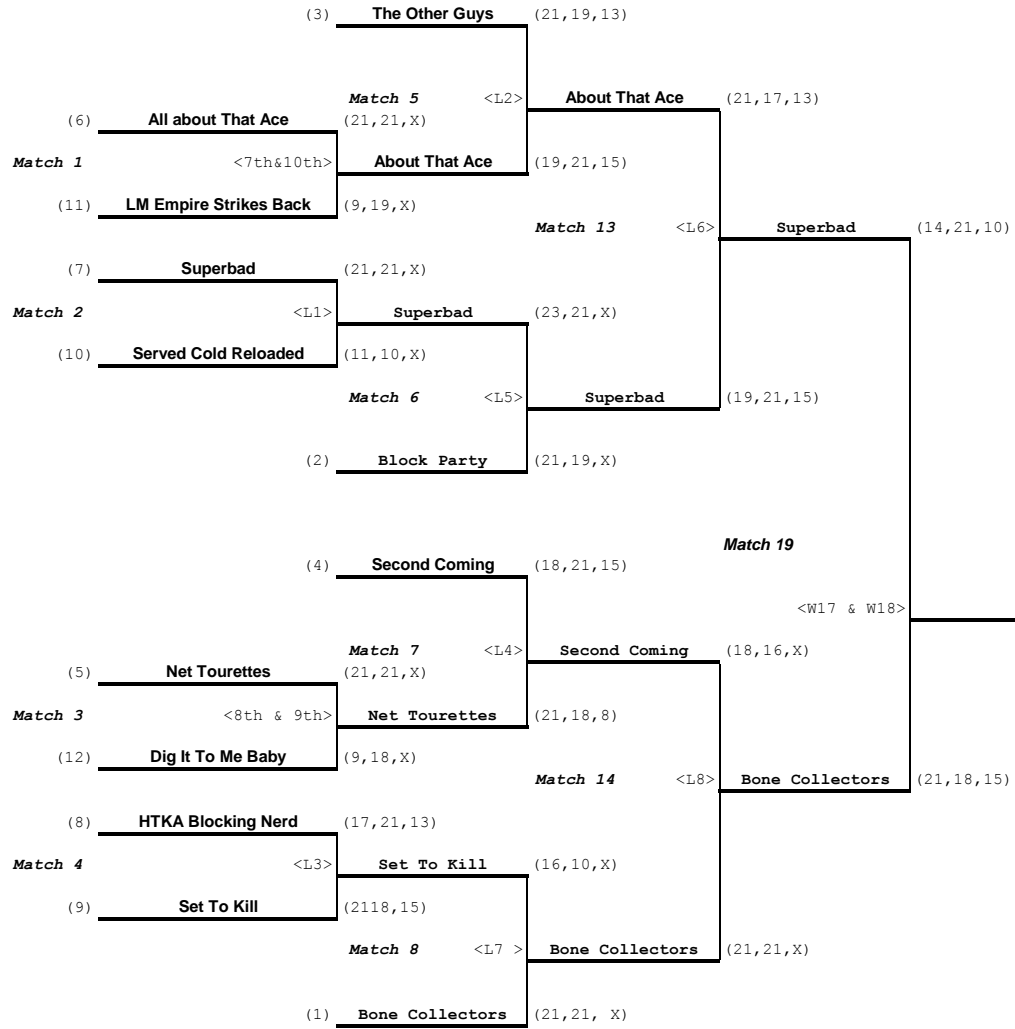 (3) The Other Guys (21,19,13)
Match 5 <L2> About That Ace (21,17,13)
(6) All about That Ace (21,21,X)
Match 1 <7th&10th> About That Ace (19,21,15)
(11) LM Empire Strikes Back (9,19,X)
Match 13 <L6> Superbad (14,21,10)
(7) Superbad (21,21,X)
Match 2 <L1> Superbad (23,21,X)
(10) Served Cold Reloaded (11,10,X)
Match 6 <L5> Superbad (19,21,15)
(2) Block Party (21,19,X)
Match 19
(4) Second Coming (18,21,15)
<W17 & W18>
Match 7 <L4> Second Coming (18,16,X)
(5) Net Tourettes (21,21,X)
Match 3 <8th & 9th> Net Tourettes (21,18,8)
(12) Dig It To Me Baby (9,18,X)
Match 14 <L8> Bone Collectors (21,18,15)
(8) HTKA Blocking Nerd (17,21,13)
Match 4 <L3> Set To Kill (16,10,X)
(9) Set To Kill (2118,15)
Match 8 <L7 > Bone Collectors (21,21,X)
(1) Bone Collectors (21,21, X)